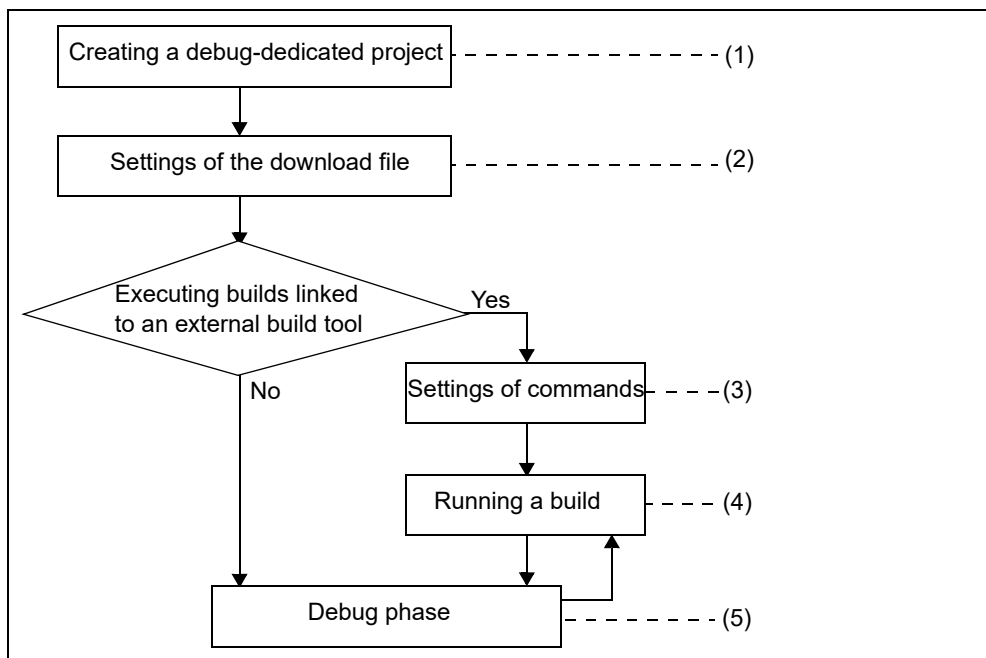 Creating a debug-dedicated project (1)
Settings of the download file (2)
Executing builds linked
to an external build tool
Yes
Settings of commands (3)
No
Running a build (4)
Debug phase (5)